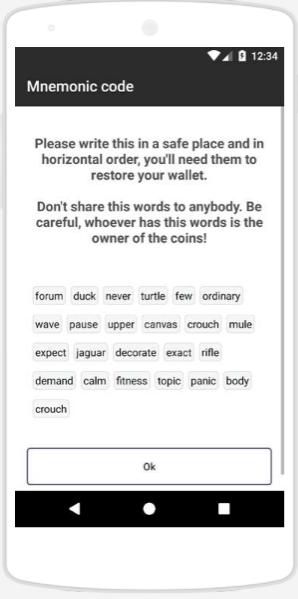 12:34
Mnemonic code
Please write this in a safe place and in
horizontal order, you'll need them to
restore your wallet.
Don't share this words to anybody. Be
careful, whoever has this words is the
owner of the coins!
forum duck never turtle few ordinary
wave pause upper canvas crouch mule
expect jaguar decorate exact rifle
demand calm fitness topic panic body
crouch
Ok